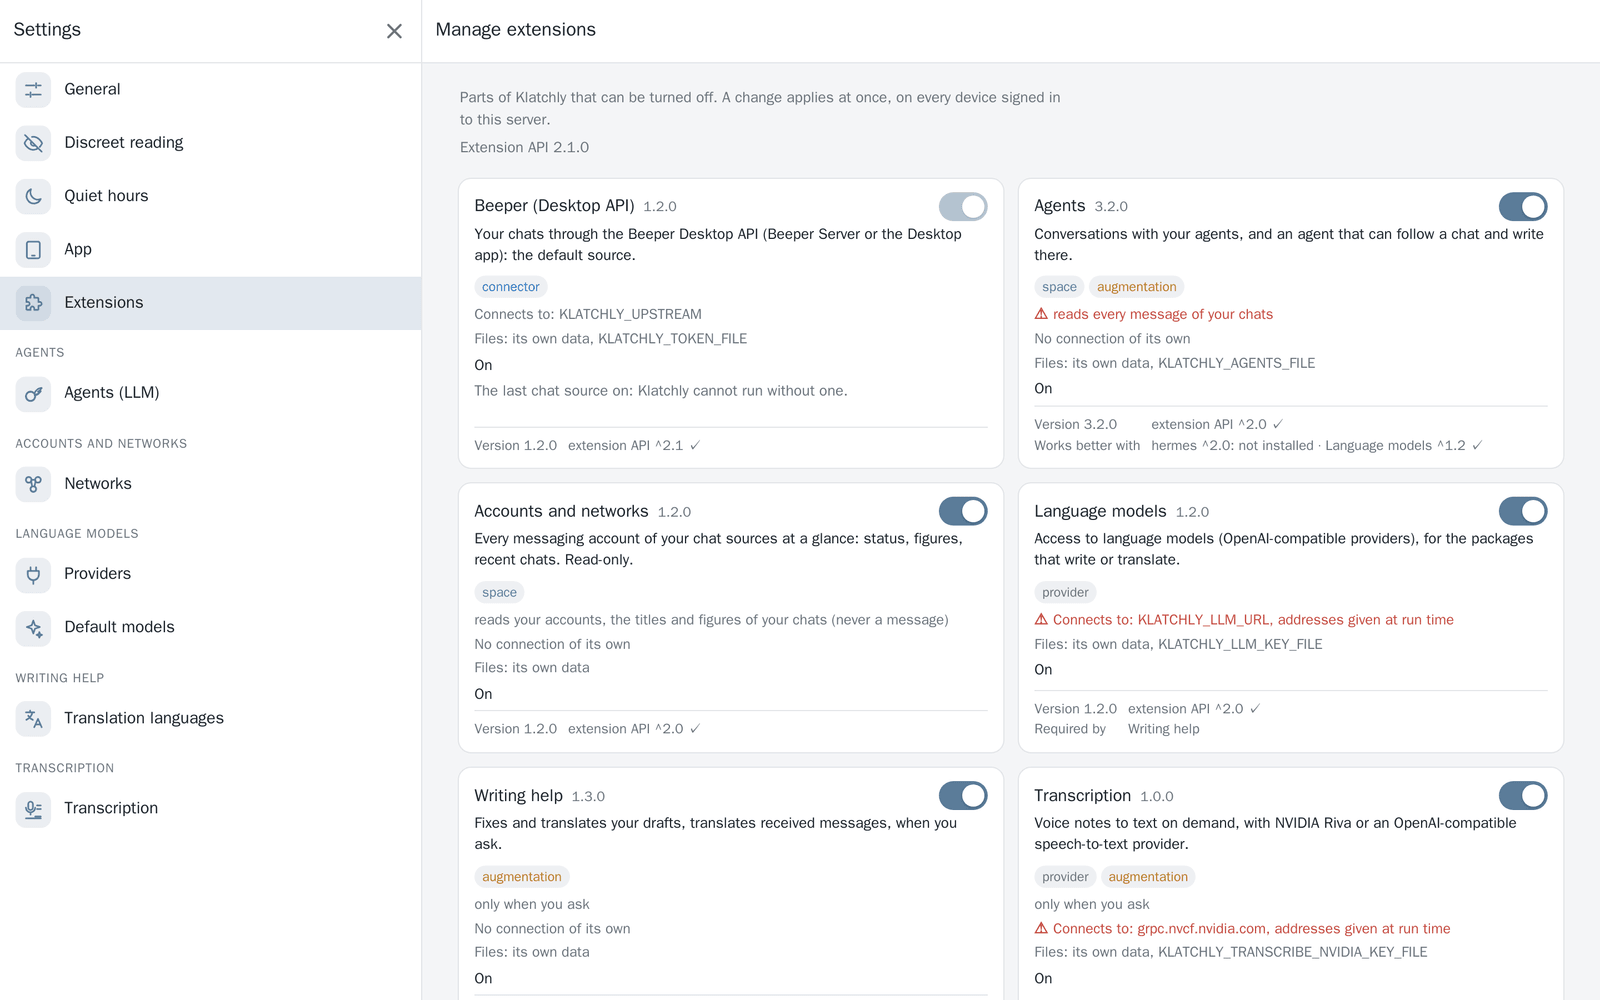 Settings
General
Discreet reading
Quiet hours
App
Extensions
AGENTS
Agents (LLM)
ACCOUNTS AND NETWORKS
Networks
LANGUAGE MODELS
Providers
Default models
WRITING HELP
Translation languages
TRANSCRIPTION
Transcription
Manage extensions
Parts of Klatchly that can be turned off. A change applies at once, on every device signed in
to this server.
Extension API 2.1.0
Beeper (Desktop API) 1.2.0
Your chats through the Beeper Desktop API (Beeper Server or the Desktop
app): the default source.
connector
Connects to: KLATCHLY_UPSTREAM
Files: its own data, KLATCHLY_TOKEN_FILE
On
The last chat source on: Klatchly cannot run without one.
Version 1.2.0 extension API ^2.1 ✓
Agents 3.2.0
Conversations with your agents, and an agent that can follow a chat and write
there.
space augmentation
⚠ reads every message of your chats
No connection of its own
Files: its own data, KLATCHLY_AGENTS_FILE
On
Version 3.2.0 extension API ^2.0 ✓
Works better with hermes ^2.0: not installed · Language models ^1.2 ✓
Accounts and networks 1.2.0
Every messaging account of your chat sources at a glance: status, figures,
recent chats. Read-only.
space
reads your accounts, the titles and figures of your chats (never a message)
No connection of its own
Files: its own data
On
Version 1.2.0 extension API ^2.0 ✓
Language models 1.2.0
Access to language models (OpenAI-compatible providers), for the packages
that write or translate.
provider
⚠ Connects to: KLATCHLY_LLM_URL, addresses given at run time
Files: its own data, KLATCHLY_LLM_KEY_FILE
On
Version 1.2.0 extension API ^2.0 ✓
Required by Writing help
Writing help 1.3.0
Fixes and translates your drafts, translates received messages, when you
ask.
augmentation
only when you ask
No connection of its own
Files: its own data
On
Transcription 1.0.0
Voice notes to text on demand, with NVIDIA Riva or an OpenAI-compatible
speech-to-text provider.
provider augmentation
only when you ask
⚠ Connects to: grpc.nvcf.nvidia.com, addresses given at run time
Files: its own data, KLATCHLY_TRANSCRIBE_NVIDIA_KEY_FILE
On